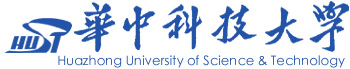 HUST 華中科技大學
Huazhong University of Science & Technology